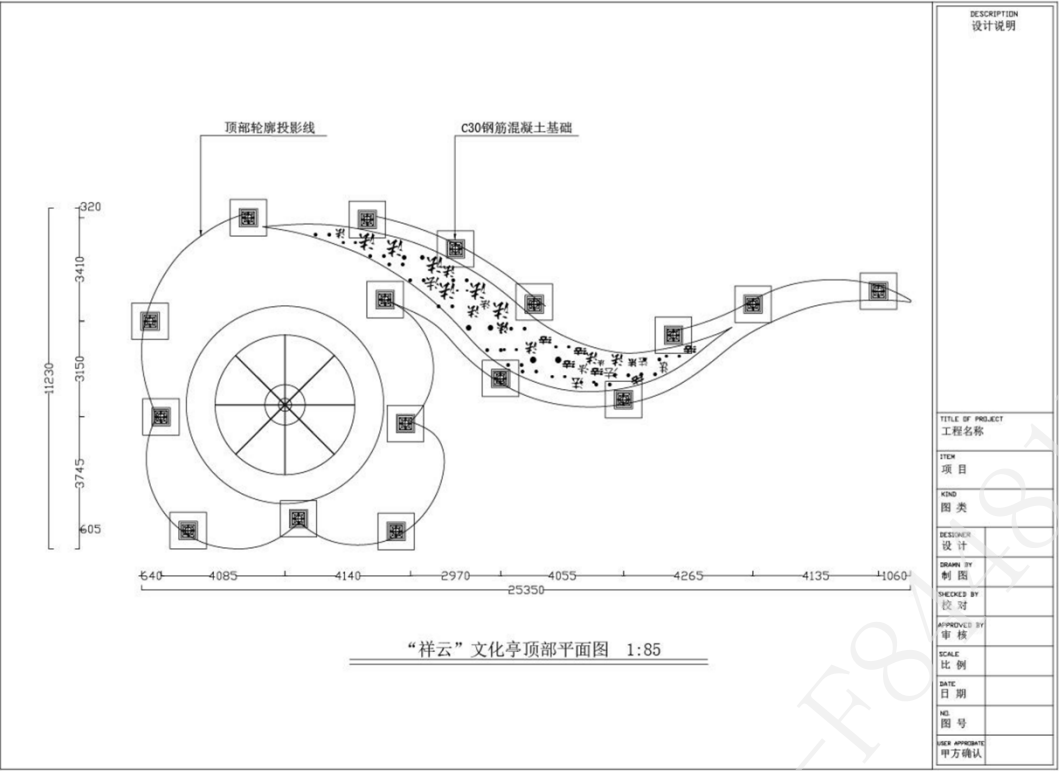 DESCRIPTION
设计说明
顶部轮廓投影线
C30钢筋混凝土基础
320
3410
3150
11230
3745
605
640
4085
4140
2970
4055
4265
4135
1060
25350
“祥云”文化亭顶部平面图 1:85
TITLE OF PROJECT
工程名称
ITEM
项 目
KIND
图 类
DESIGNER
设 计
DRAWN BY
制 图
SHECKED BY
校 对
APPROVED BY
审 核
SCALE
比 例
DATE
日 期
NO.
图 号
USER APPROBATE
甲方确认